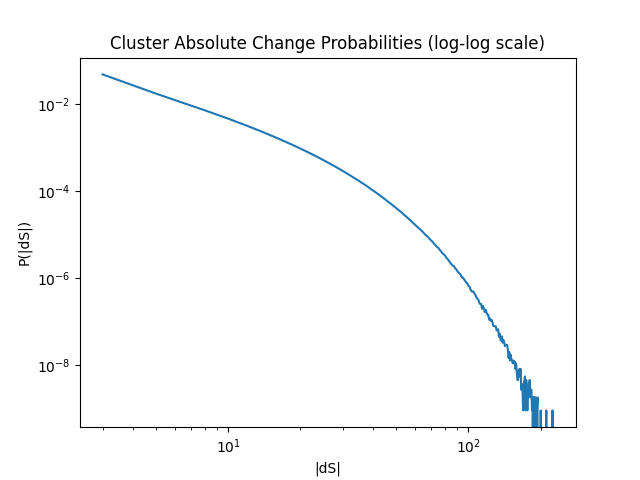 Cluster Absolute Change Probabilities (log-log scale)
P(|dS|)
10⁻²
10⁻⁴
10⁻⁶
10⁻⁸
10¹
10²
|dS|